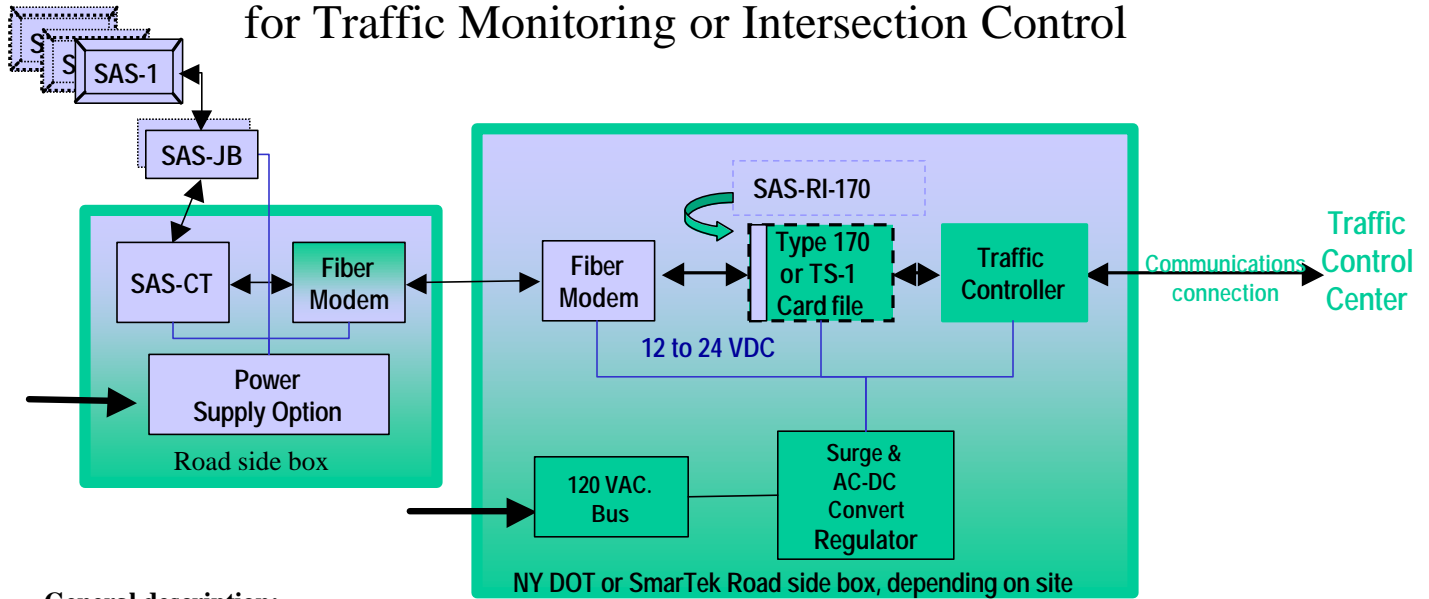 for Traffic Monitoring or Intersection Control
S
S
SAS-1
SAS-JB
SAS-CT
Fiber
Modem
Power
Supply Option
Road side box
SAS-RI-170
Fiber
Modem
Type 170
or TS-1
Card file
Traffic
Controller
Communications
connection
Traffic
Control
Center
12 to 24 VDC
120 VAC.
Bus
Surge &
AC-DC
Convert
Regulator
NY DOT or SmarTek Road side box, depending on site
General description: